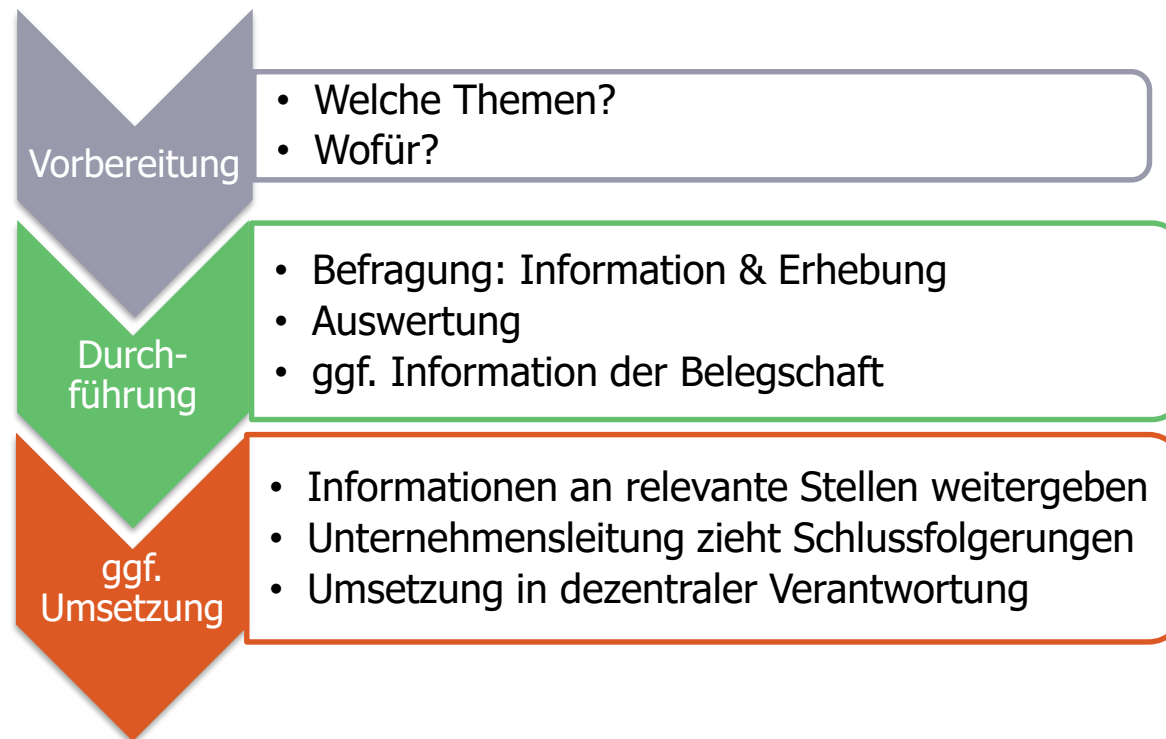 Vorbereitung
• Welche Themen?
• Wofür?
Durch-
führung
• Befragung: Information & Erhebung
• Auswertung
• ggf. Information der Belegschaft
ggf.
Umsetzung
• Informationen an relevante Stellen weitergeben
• Unternehmensleitung zieht Schlussfolgerungen
• Umsetzung in dezentraler Verantwortung